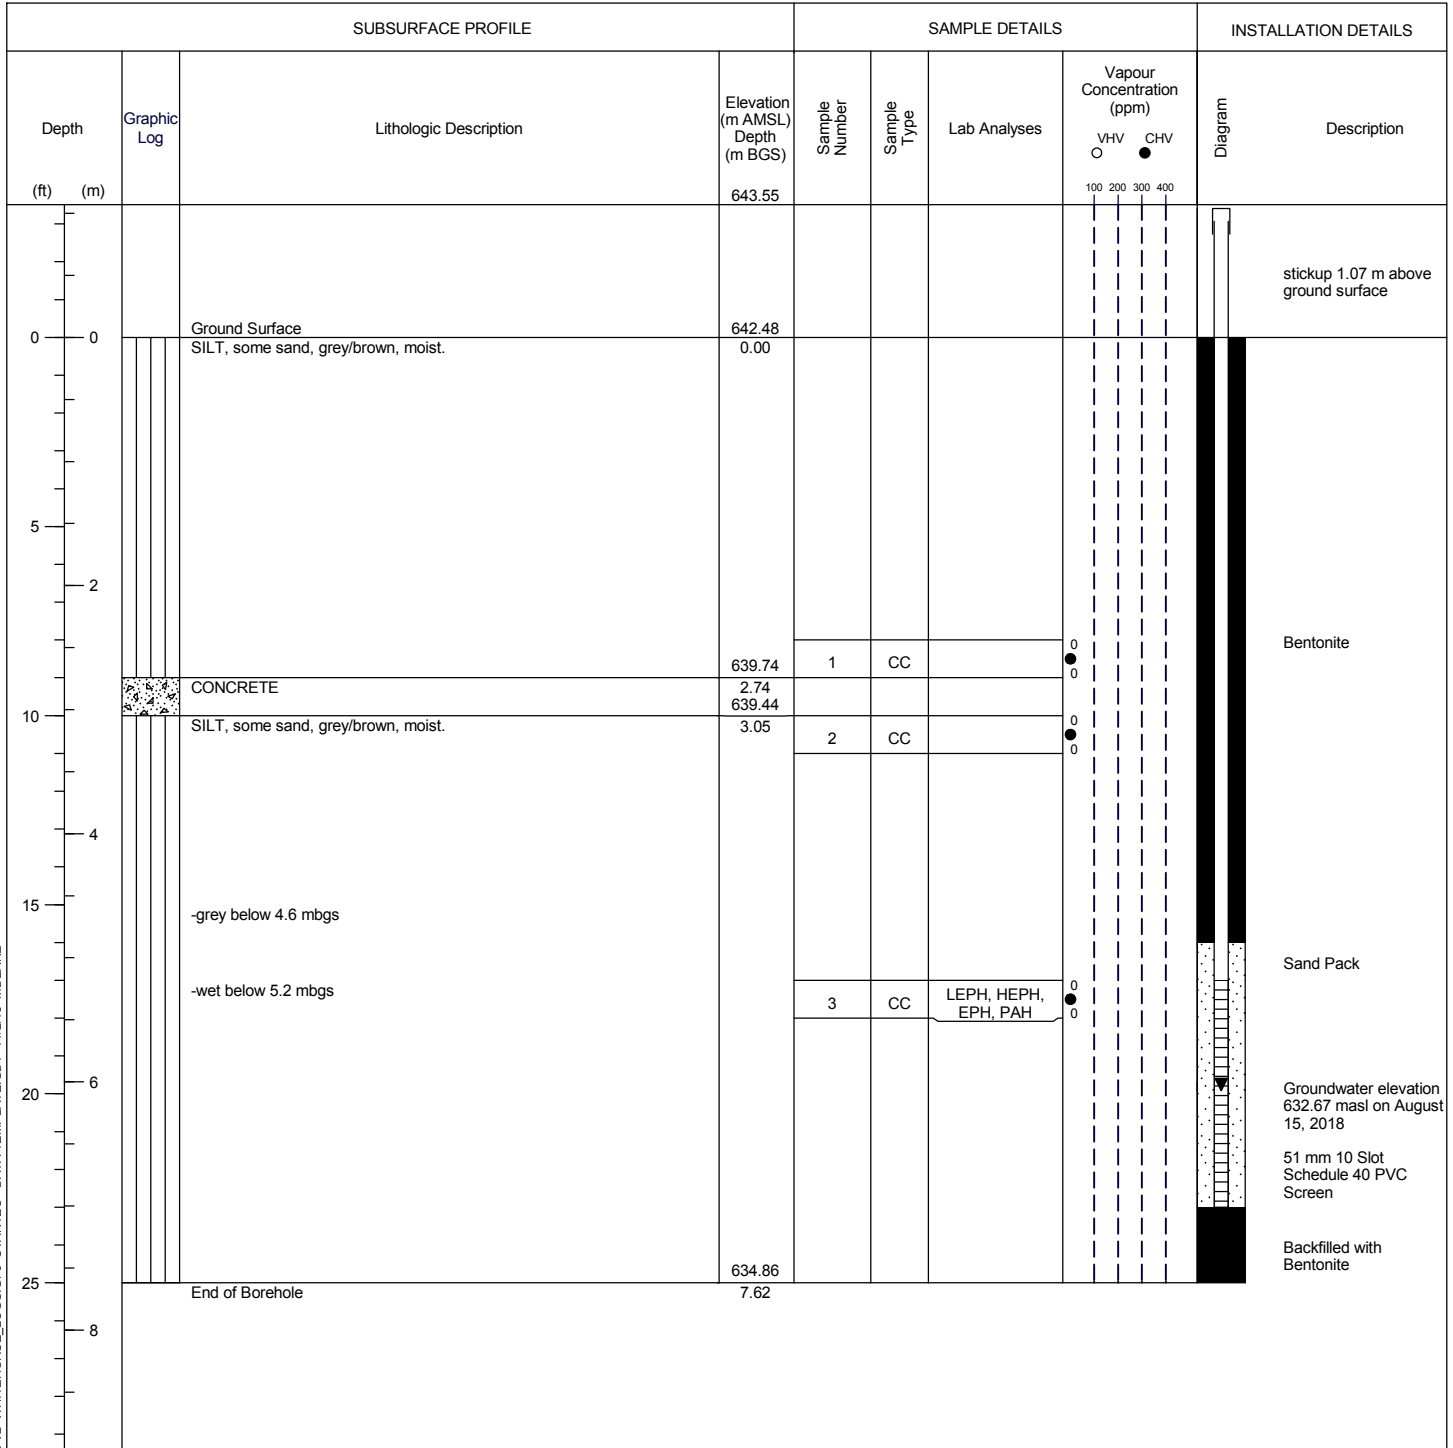 SUBSURFACE PROFILE
SAMPLE DETAILS
INSTALLATION DETAILS
Depth
(ft) (m)
Graphic
Log
Lithologic Description
Elevation
(m AMSL)
Depth
(m BGS)
643.55
Sample
Number
Sample
Type
Lab Analyses
Vapour
Concentration
(ppm)
VHV CHV
100 200 300 400
Diagram
Description
stickup 1.07 m above
ground surface
Ground Surface
642.48
0 0
SILT, some sand, grey/brown, moist.
0.00
5
2
Bentonite
0
1 CC
0
639.74
CONCRETE
2.74
639.44
10
SILT, some sand, grey/brown, moist.
3.05
0
2 CC
0
4
15
-grey below 4.6 mbgs
Sand Pack
-wet below 5.2 mbgs
3 CC
LEPH, HEPH,
EPH, PAH
0
0
6
20
Groundwater elevation
632.67 masl on August
15, 2018
51 mm 10 Slot
Schedule 40 PVC
Screen
Backfilled with
Bentonite
634.86
25
End of Borehole
7.62
8